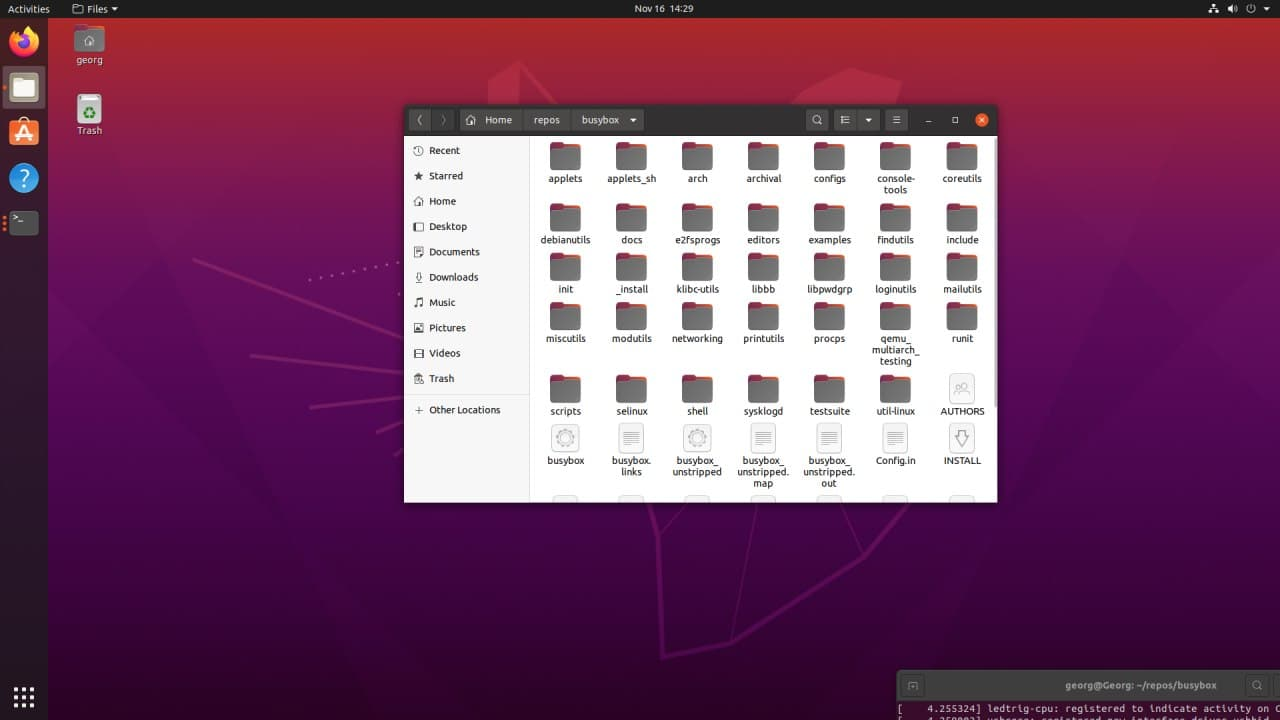 Activities Files Nov 16 14:29
georg
Trash
Home repos busybox
Recent
Starred
Home
Desktop
Documents
Downloads
Music
Pictures
Videos
Trash
Other Locations
applets applets_sh arch archival configs console-
tools coreutils
debianutils docs e2fsprogs editors examples findutils include
init _install klibc-utils libbb libpwdgrp loginutils mailutils
miscutils modutils networking printutils procps qemu_
multiarch_
testing runit
scripts selinux shell sysklogd testsuite util-linux AUTHORS
busybox busybox.
links busybox_
unstripped busybox_
unstripped.
map busybox_
unstripped.
out Config.in INSTALL
georg@Georg: ~/repos/busybox
[    4.255324] ledtrig-cpu: registered to indicate activity on